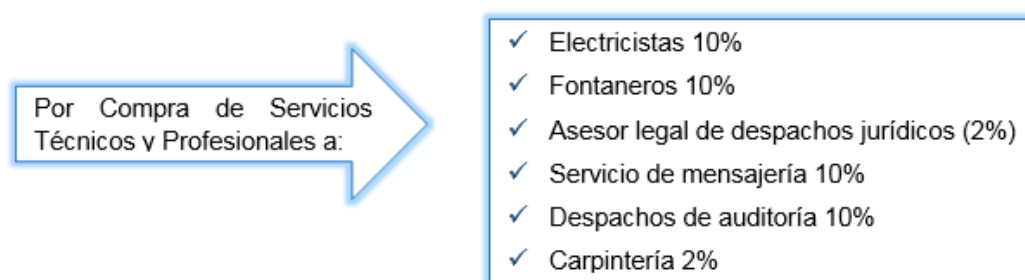 Por Compra de Servicios
Técnicos y Profesionales a:
✓ Electricistas 10%
✓ Fontaneros 10%
✓ Asesor legal de despachos jurídicos (2%)
✓ Servicio de mensajería 10%
✓ Despachos de auditoría 10%
✓ Carpintería 2%